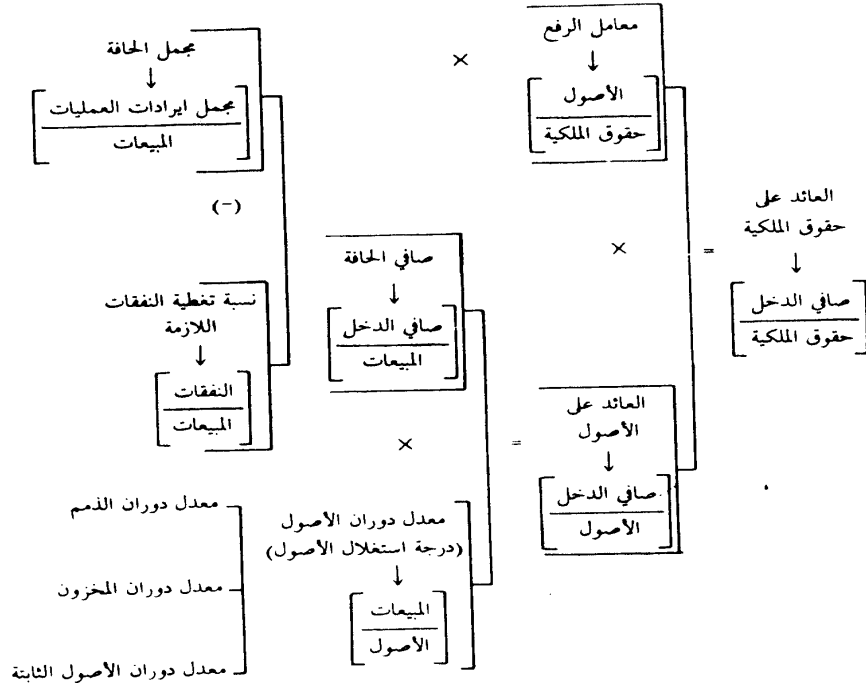 العائد على
حقوق الملكية
↓
صافي الدخل
حقوق الملكية
=
معامل الرفع
↓
الأصول
حقوق الملكية
×
العائد على
الأصول
↓
صافي الدخل
الأصول
=
×
صافي الحافة
↓
صافي الدخل
المبيعات
×
معدل دوران الأصول
(درجة استغلال الأصول)
↓
المبيعات
الأصول
مجمل الحافة
↓
مجمل ايرادات العمليات
المبيعات
(-)
نسبة تغطية النفقات
اللازمة
↓
النفقات
المبيعات
معدل دوران الذمم
معدل دوران المخزون
معدل دوران الأصول الثابتة